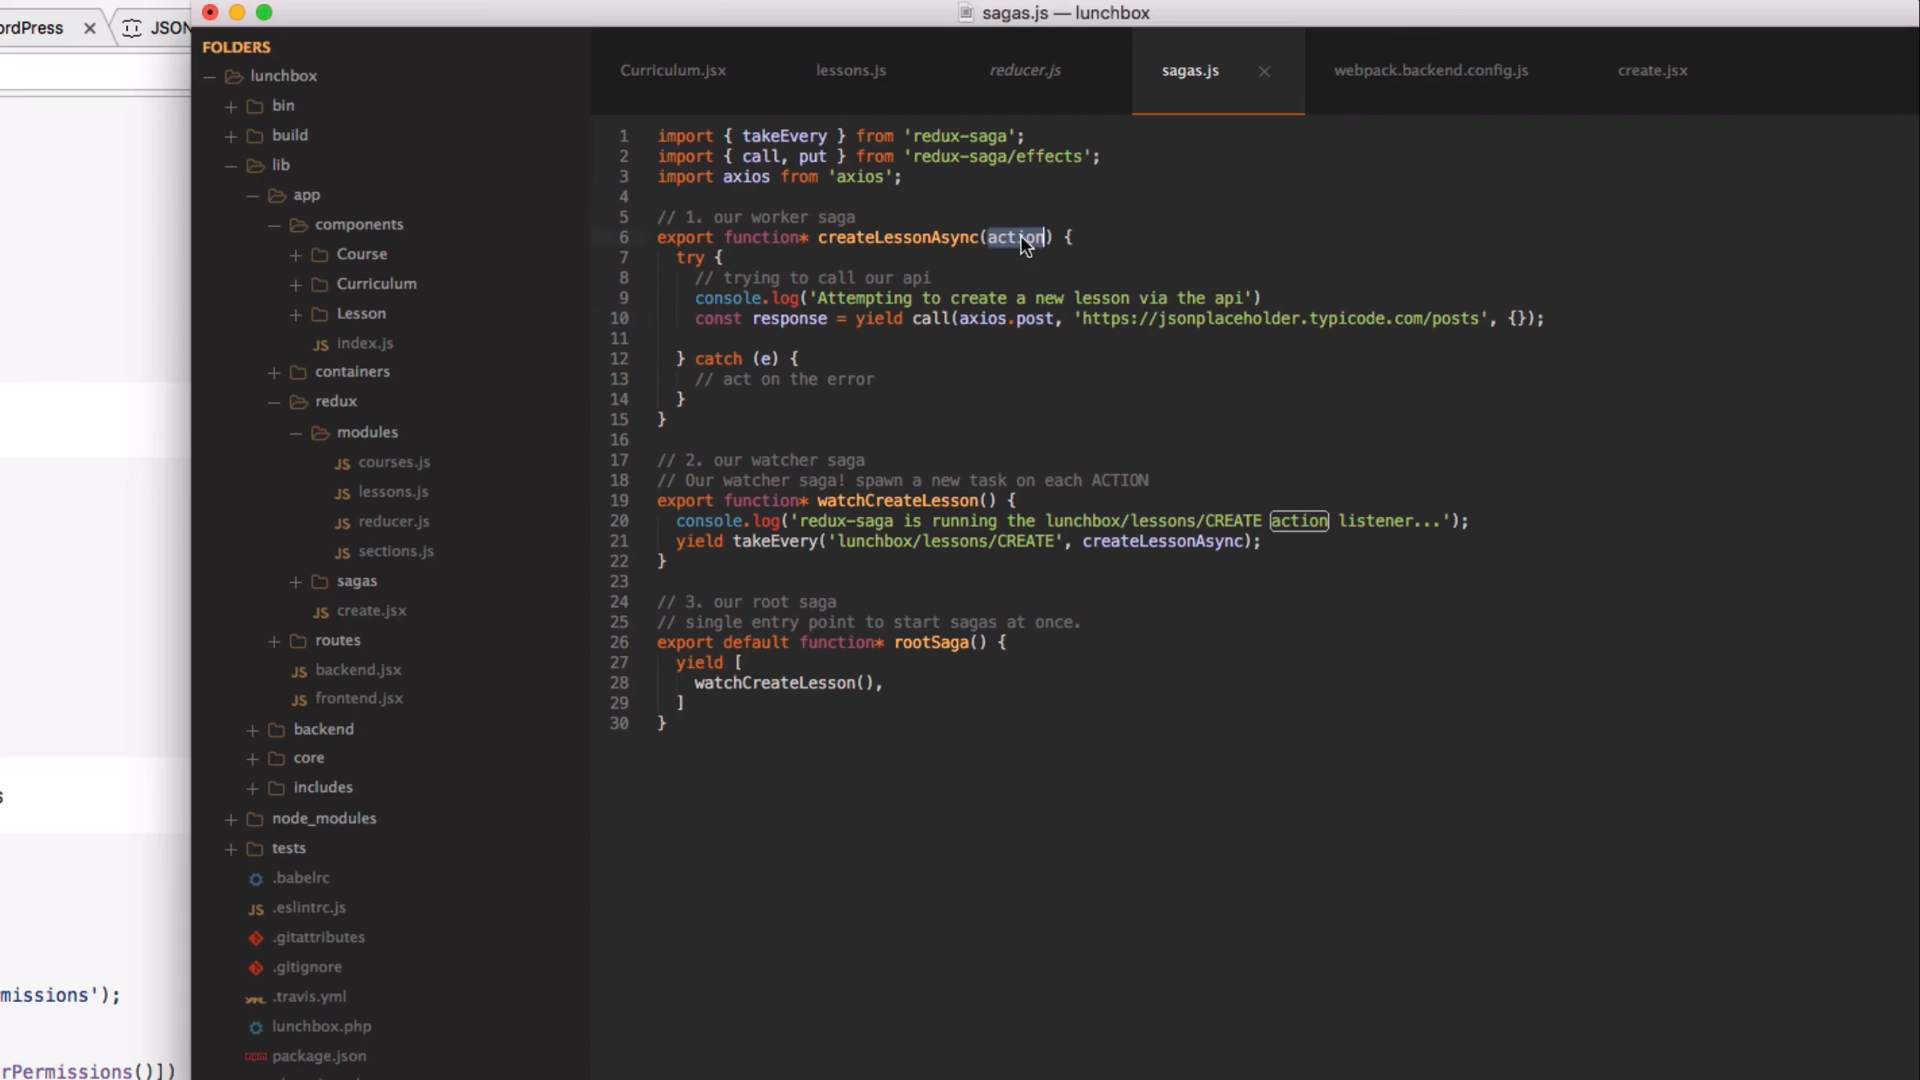 sagas.js — lunchbox
ordPress
JSON
s
missions');
rPermissions()])
FOLDERS
lunchbox
bin
build
lib
app
components
Course
Curriculum
Lesson
JS index.js
containers
redux
modules
JS courses.js
JS lessons.js
JS reducer.js
JS sections.js
sagas
JS create.jsx
routes
JS backend.jsx
JS frontend.jsx
backend
core
includes
node_modules
tests
.babelrc
JS .eslintrc.js
.gitattributes
.gitignore
.travis.yml
lunchbox.php
package.json
Curriculum.jsx lessons.js reducer.js sagas.js webpack.backend.config.js create.jsx
1 import { takeEvery } from 'redux-saga';
2 import { call, put } from 'redux-saga/effects';
3 import axios from 'axios';
4
5 // 1. our worker saga
6 export function* createLessonAsync(action) {
7 try {
8 // trying to call our api
9 console.log('Attempting to create a new lesson via the api')
10 const response = yield call(axios.post, 'https://jsonplaceholder.typicode.com/posts', {});
11
12 } catch (e) {
13 // act on the error
14 }
15 }
16
17 // 2. our watcher saga
18 // Our watcher saga! spawn a new task on each ACTION
19 export function* watchCreateLesson() {
20 console.log('redux-saga is running the lunchbox/lessons/CREATE action listener...');
21 yield takeEvery('lunchbox/lessons/CREATE', createLessonAsync);
22 }
23
24 // 3. our root saga
25 // single entry point to start sagas at once.
26 export default function* rootSaga() {
27 yield [
28 watchCreateLesson(),
29 ]
30 }